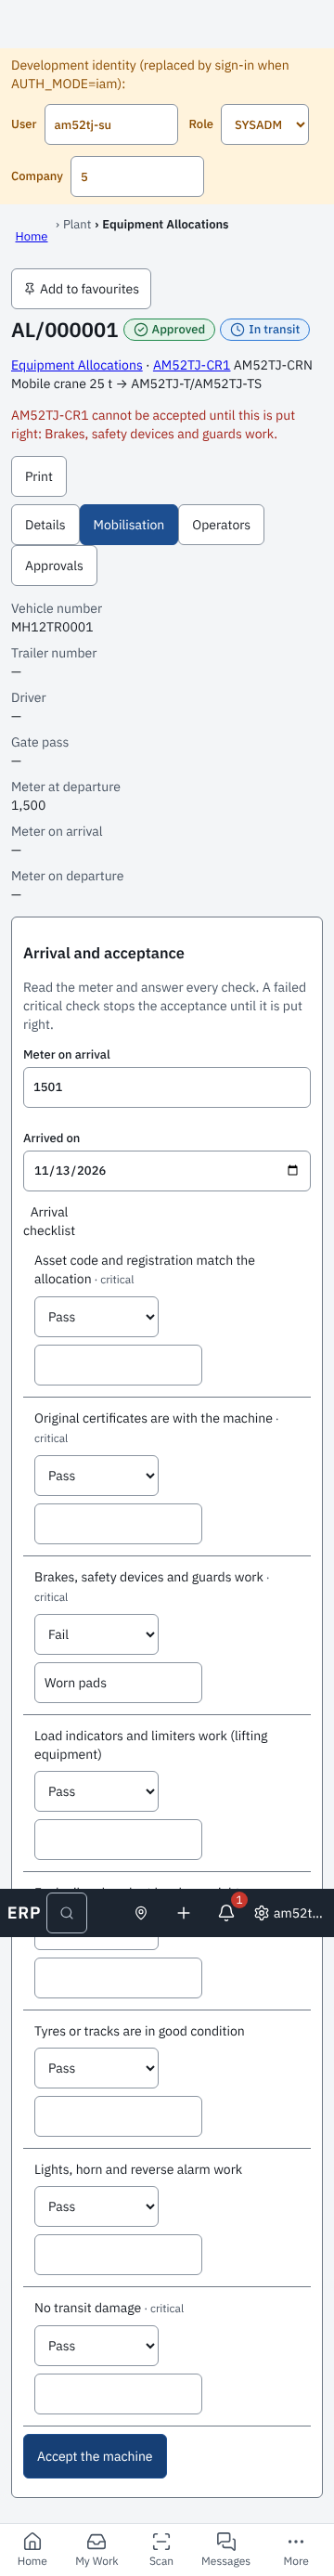 Development identity (replaced by sign-in when
AUTH_MODE=iam):
User am52tj-su Role SYSADM
Company 5
Home › Plant › Equipment Allocations
Add to favourites
AL/000001 Approved In transit
Equipment Allocations · AM52TJ-CR1 AM52TJ-CRN
Mobile crane 25 t → AM52TJ-T/AM52TJ-TS
AM52TJ-CR1 cannot be accepted until this is put
right: Brakes, safety devices and guards work.
Print
Details Mobilisation Operators
Approvals
Vehicle number
MH12TR0001
Trailer number
—
Driver
—
Gate pass
—
Meter at departure
1,500
Meter on arrival
—
Meter on departure
—
Arrival and acceptance
Read the meter and answer every check. A failed
critical check stops the acceptance until it is put
right.
Meter on arrival
1501
Arrived on
11/13/2026
Arrival
checklist
Asset code and registration match the
allocation · critical
Pass
Original certificates are with the machine ·
critical
Pass
Brakes, safety devices and guards work ·
critical
Fail
Worn pads
Load indicators and limiters work (lifting
equipment)
Pass
ERP 1 am52t...
Tyres or tracks are in good condition
Pass
Lights, horn and reverse alarm work
Pass
No transit damage · critical
Pass
Accept the machine
Home My Work Scan Messages More